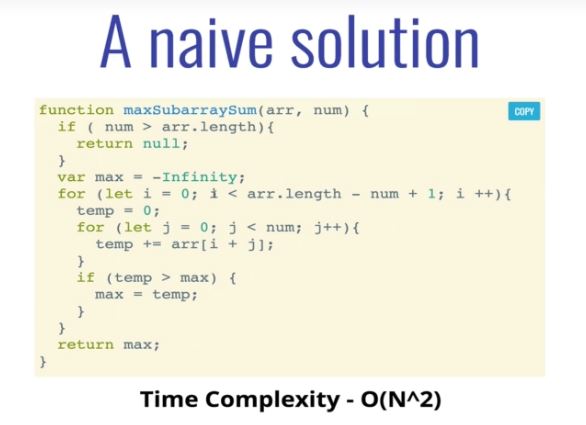 A naive solution
COPY
function maxSubarraySum(arr, num) {
  if ( num > arr.length){
    return null;
  }
  var max = -Infinity;
  for (let i = 0; i < arr.length - num + 1; i ++){
    temp = 0;
    for (let j = 0; j < num; j++){
      temp += arr[i + j];
    }
    if (temp > max) {
      max = temp;
    }
  }
  return max;
}
Time Complexity - O(N^2)